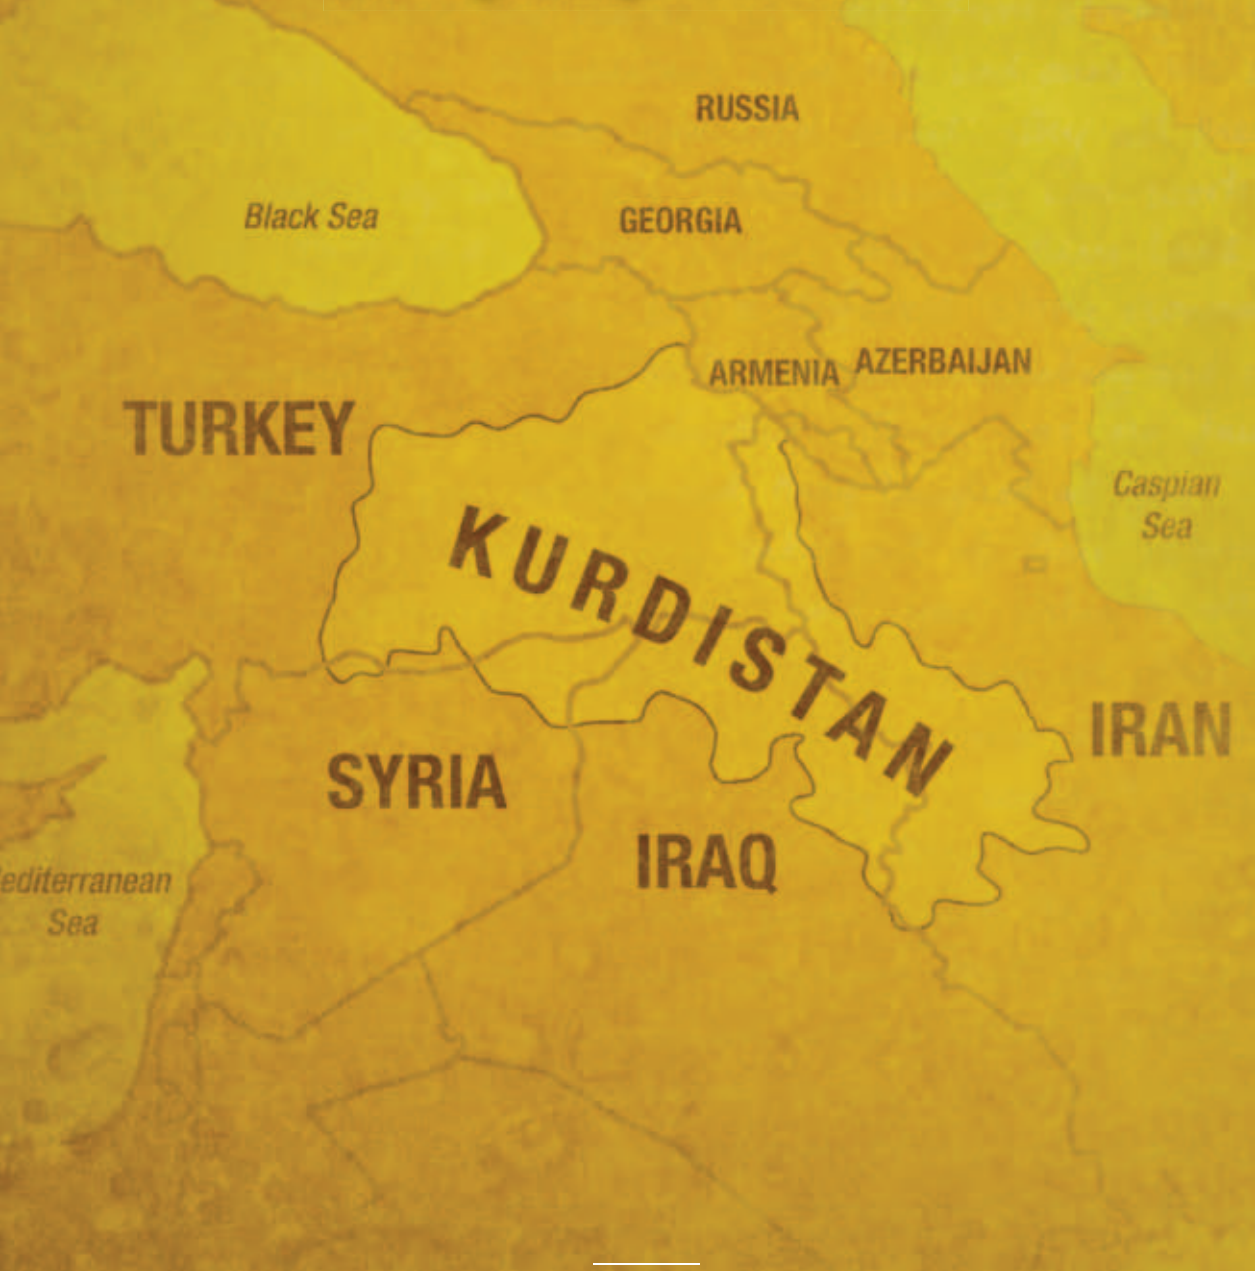 RUSSIA
Black Sea
GEORGIA
ARMENIA
AZERBAIJAN
TURKEY
Caspian
Sea
KURDISTAN
IRAN
SYRIA
IRAQ
editerranean
Sea